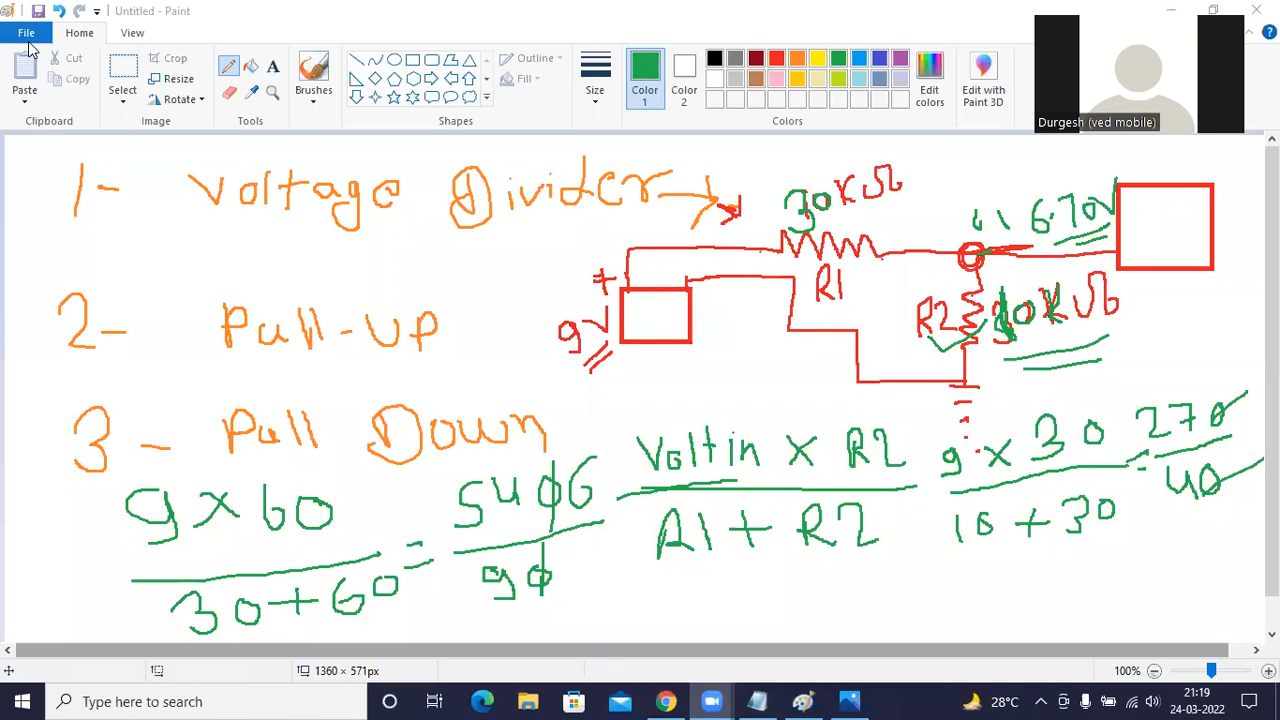 Untitled - Paint
File Home View
Paste
Cut
Copy
Clipboard
Select
Crop
Resize
Rotate
Image
Tools
Brushes
Shapes
Outline
Fill
Size
Color 1
Color 2
Colors
Edit colors
Edit with Paint 3D
Durgesh (ved mobile)
1- Voltage Divider
2- Pull-Up
3- Pull Down
30KΩ
R1
6.70V
+
9V
R2
KΩ
Voltin x R2
R1 + R2
9 x 30 = 270
10 + 30 40
9 x 60 =
30 + 60 90
1360 × 571px
100%
Type here to search
28°C
21:19
24-03-2022